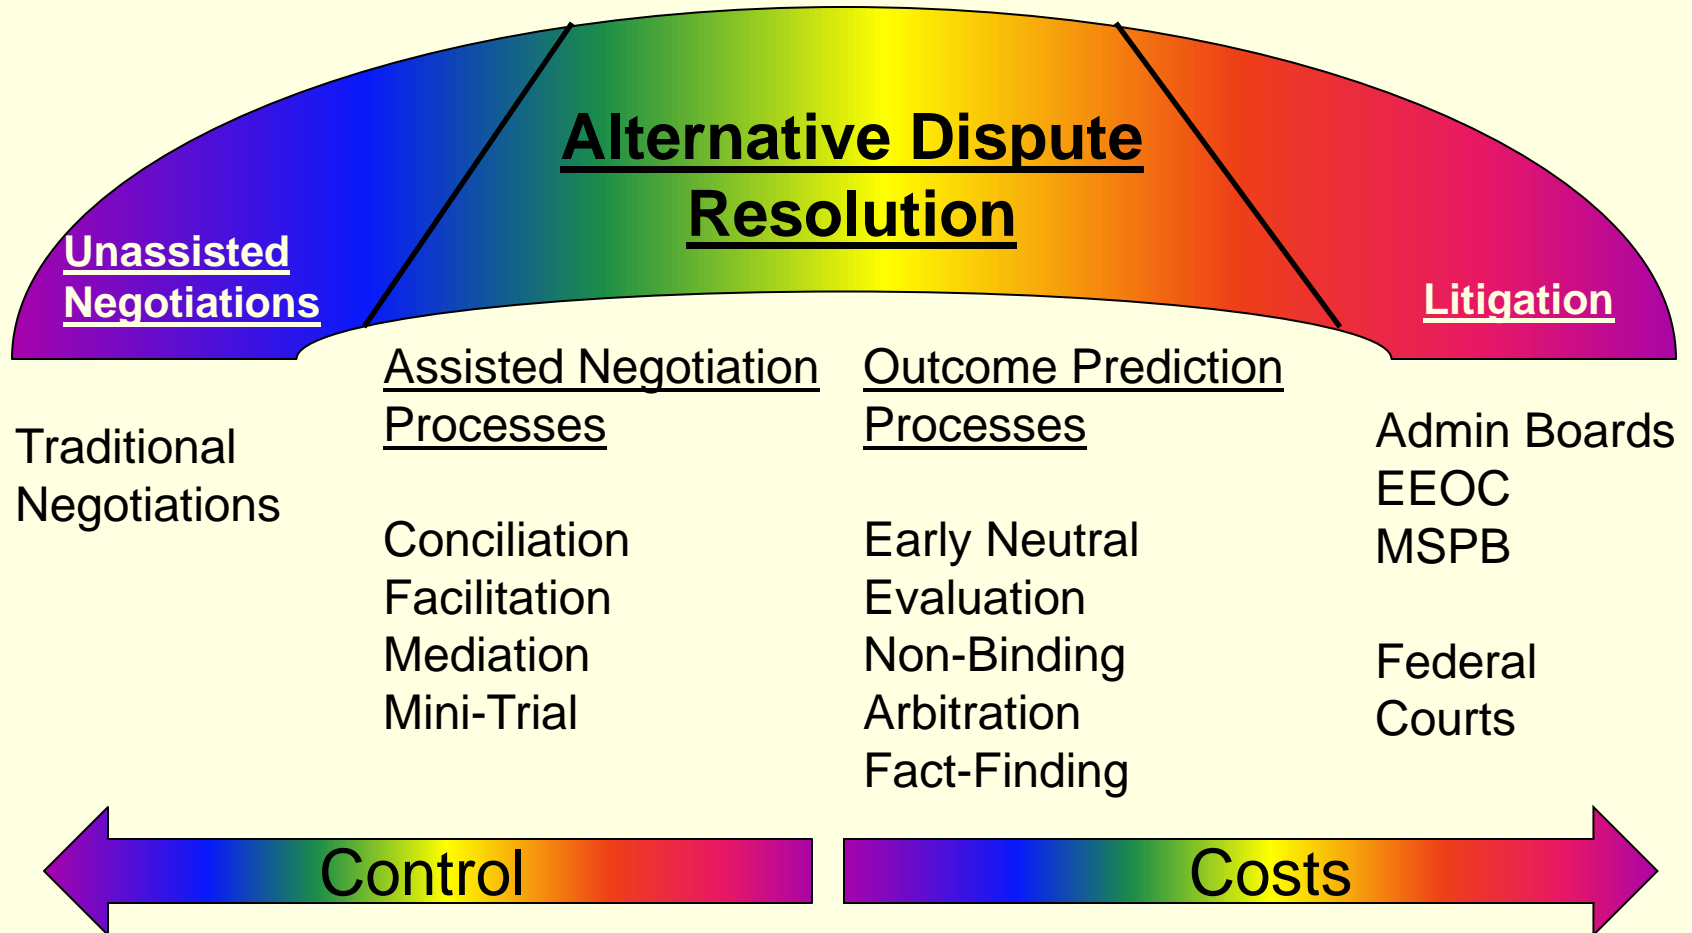 Alternative Dispute
Resolution
Unassisted
Negotiations
Litigation
Traditional
Negotiations
Assisted Negotiation
Processes
Conciliation
Facilitation
Mediation
Mini-Trial
Outcome Prediction
Processes
Early Neutral
Evaluation
Non-Binding
Arbitration
Fact-Finding
Admin Boards
EEOC
MSPB
Federal
Courts
Control
Costs